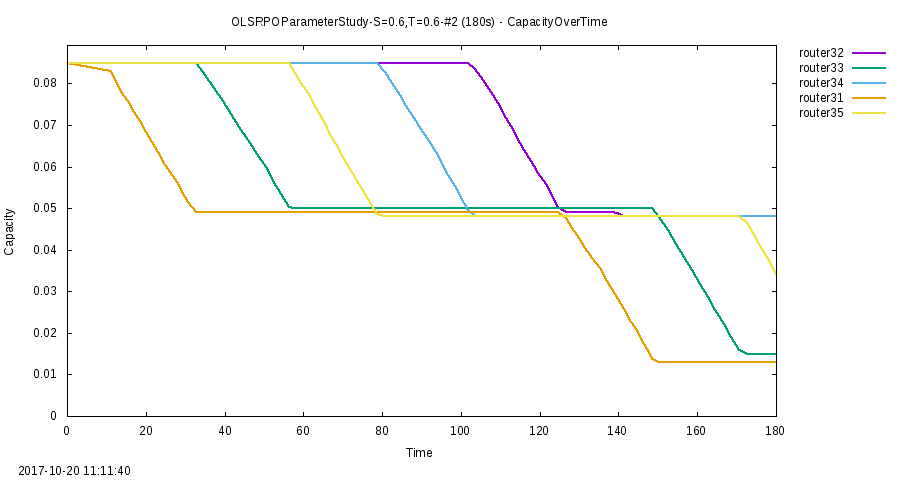 OLSRPOParameterStudy-S=0.6,T=0.6-#2 (180s) - CapacityOverTime
router32
router33
router34
router31
router35
0.08
0.07
0.06
0.05
0.04
0.03
0.02
0.01
0
Capacity
0 20 40 60 80 100 120 140 160 180
Time
2017-10-20 11:11:40